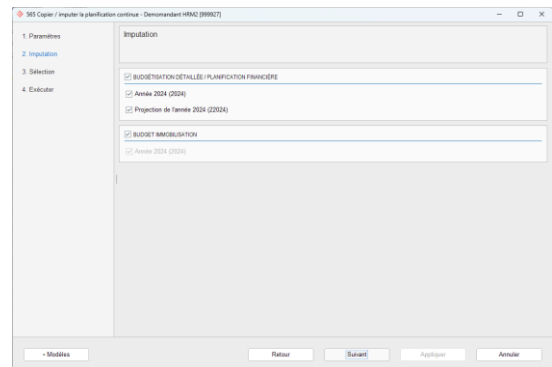 565 Copier / imputer la planification continue - Demomandant HRM2 [999927]
1. Paramètres
2. Imputation
3. Sélection
4. Exécuter
Imputation
BUDGÉTISATION DÉTAILLÉE / PLANIFICATION FINANCIÈRE
Année 2024 (2024)
Projection de l'année 2024 (22024)
BUDGET IMMOBILISATION
Année 2024 (2024)
« Modèles
Retour
Suivant
Appliquer
Annuler